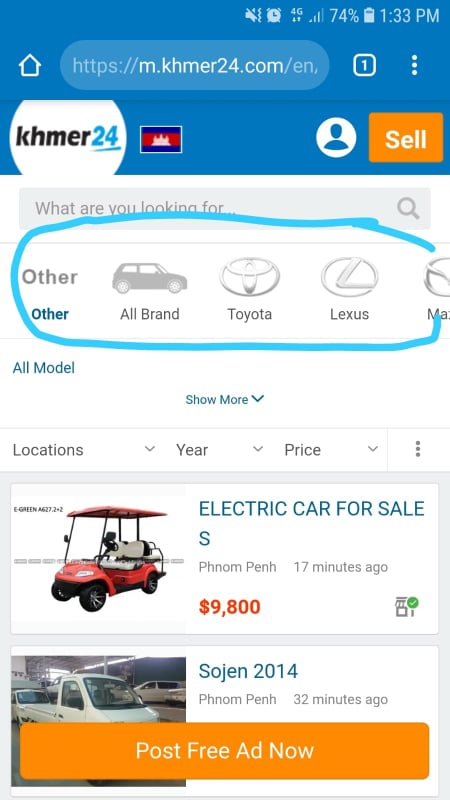 4G 74% 1:33 PM
https://m.khmer24.com/en,
1
khmer24
Sell
What are you looking for...
Other
Other
All Brand
Toyota
Lexus
Ma
All Model
Show More
Locations
Year
Price
E-GREEN A627.2+2
ELECTRIC CAR FOR SALE
S
Phnom Penh 17 minutes ago
$9,800
Sojen 2014
Phnom Penh 32 minutes ago
Post Free Ad Now